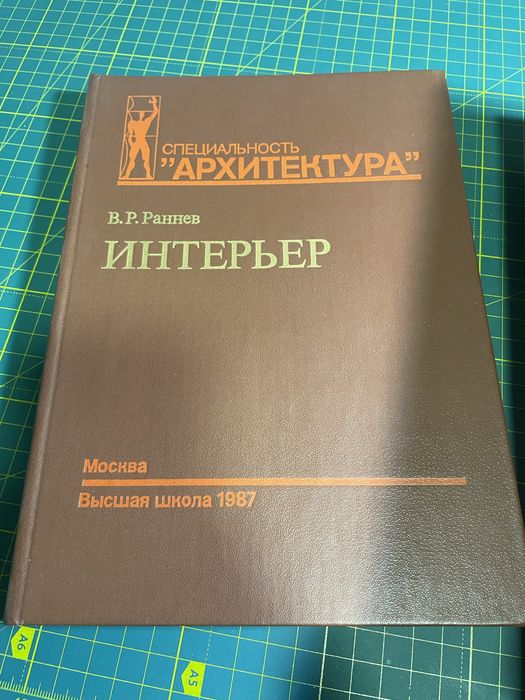 СПЕЦИАЛЬНОСТЬ
"АРХИТЕКТУРА"
В. Р. Раннев
ИНТЕРЬЕР
Москва
Высшая школа 1987
A6
A5